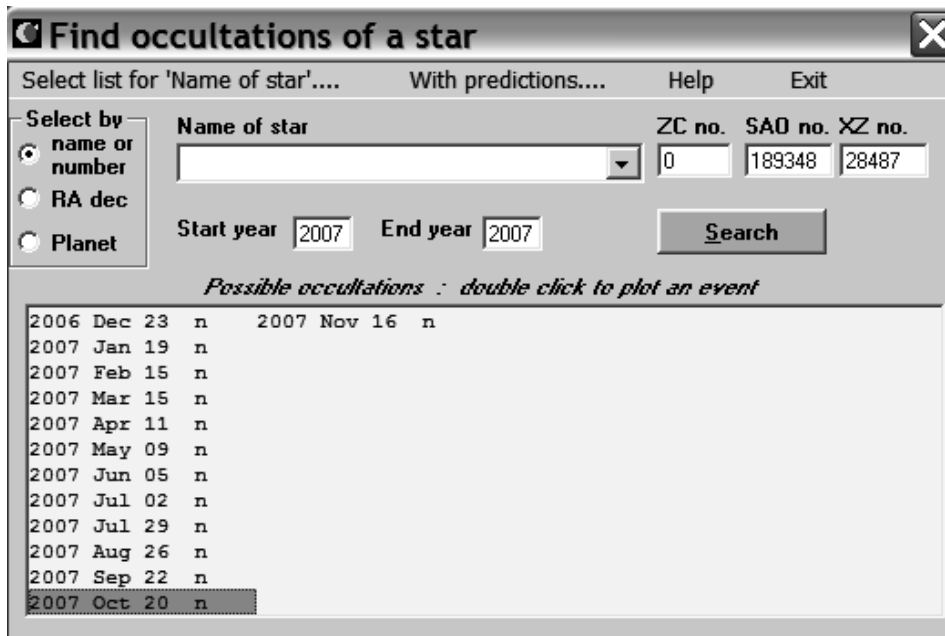 Find occultations of a star
Select list for 'Name of star'.... With predictions.... Help Exit
Select by
name or number
RA dec
Planet
Name of star
ZC no. SAO no. XZ no.
0 189348 28487
Start year 2007 End year 2007 Search
Possible occultations : double click to plot an event
2006 Dec 23 n 2007 Nov 16 n
2007 Jan 19 n
2007 Feb 15 n
2007 Mar 15 n
2007 Apr 11 n
2007 May 09 n
2007 Jun 05 n
2007 Jul 02 n
2007 Jul 29 n
2007 Aug 26 n
2007 Sep 22 n
2007 Oct 20 n